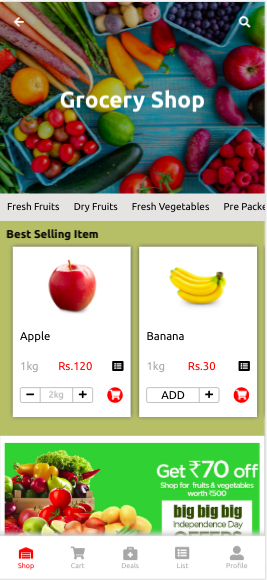 Grocery Shop
Fresh Fruits Dry Fruits Fresh Vegetables Pre Packe
Best Selling Item
Apple Banana
1kg Rs.120 1kg Rs.30
2kg ADD
Get ₹70 off
Shop for fruits & vegetables
worth ₹500
big big big
Independence Day
OFFERS
Shop Cart Deals List Profile